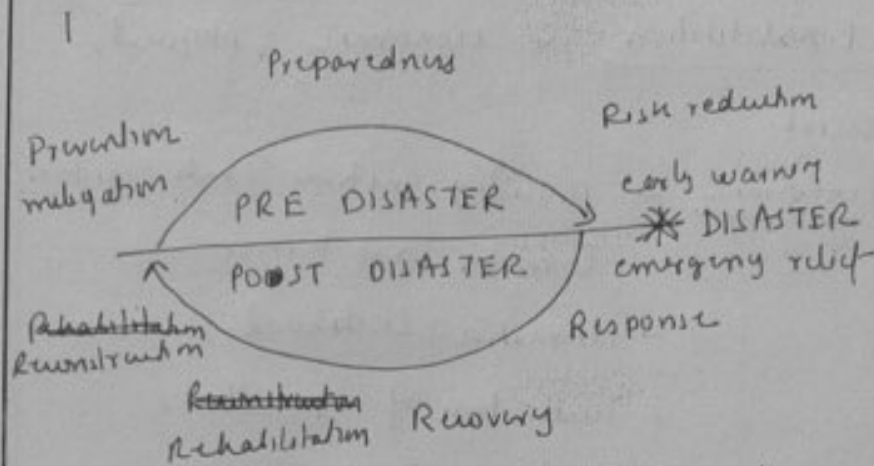 1
Preparedness
Risk reduction
Prevention
mitigation
early warning
PRE DISASTER
DISASTER
POST DISASTER
emergency relief
Response
Rehabilitation
Reconstruction
Reconstruction
Rehabilitation
Recovery